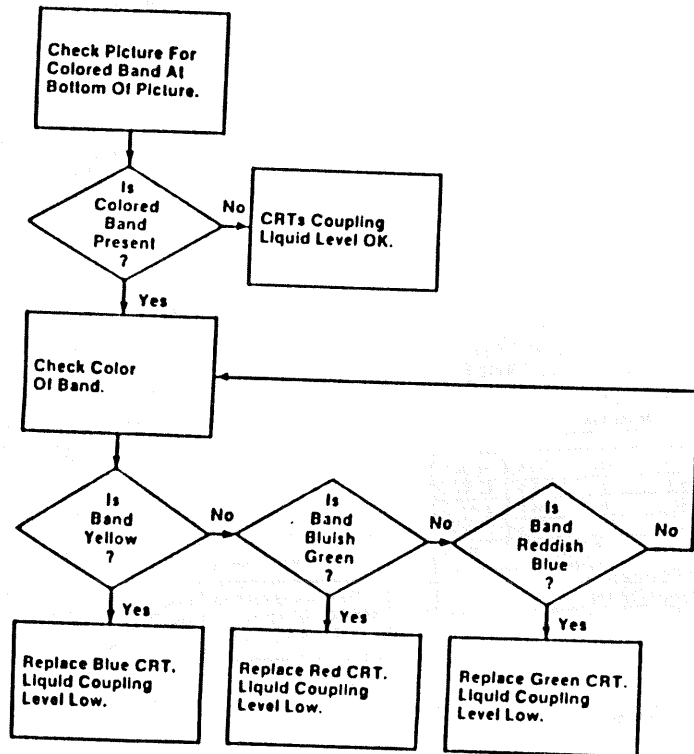 Check Picture For
Colored Band At
Bottom Of Picture.
Is
Colored
Band
Present
?
No
CRTs Coupling
Liquid Level OK.
Yes
Check Color
Of Band.
Is
Band
Yellow
?
No
Is
Band
Bluish
Green
?
No
Is
Band
Reddish
Blue
?
No
Yes
Yes
Yes
Replace Blue CRT.
Liquid Coupling
Level Low.
Replace Red CRT.
Liquid Coupling
Level Low.
Replace Green CRT.
Liquid Coupling
Level Low.